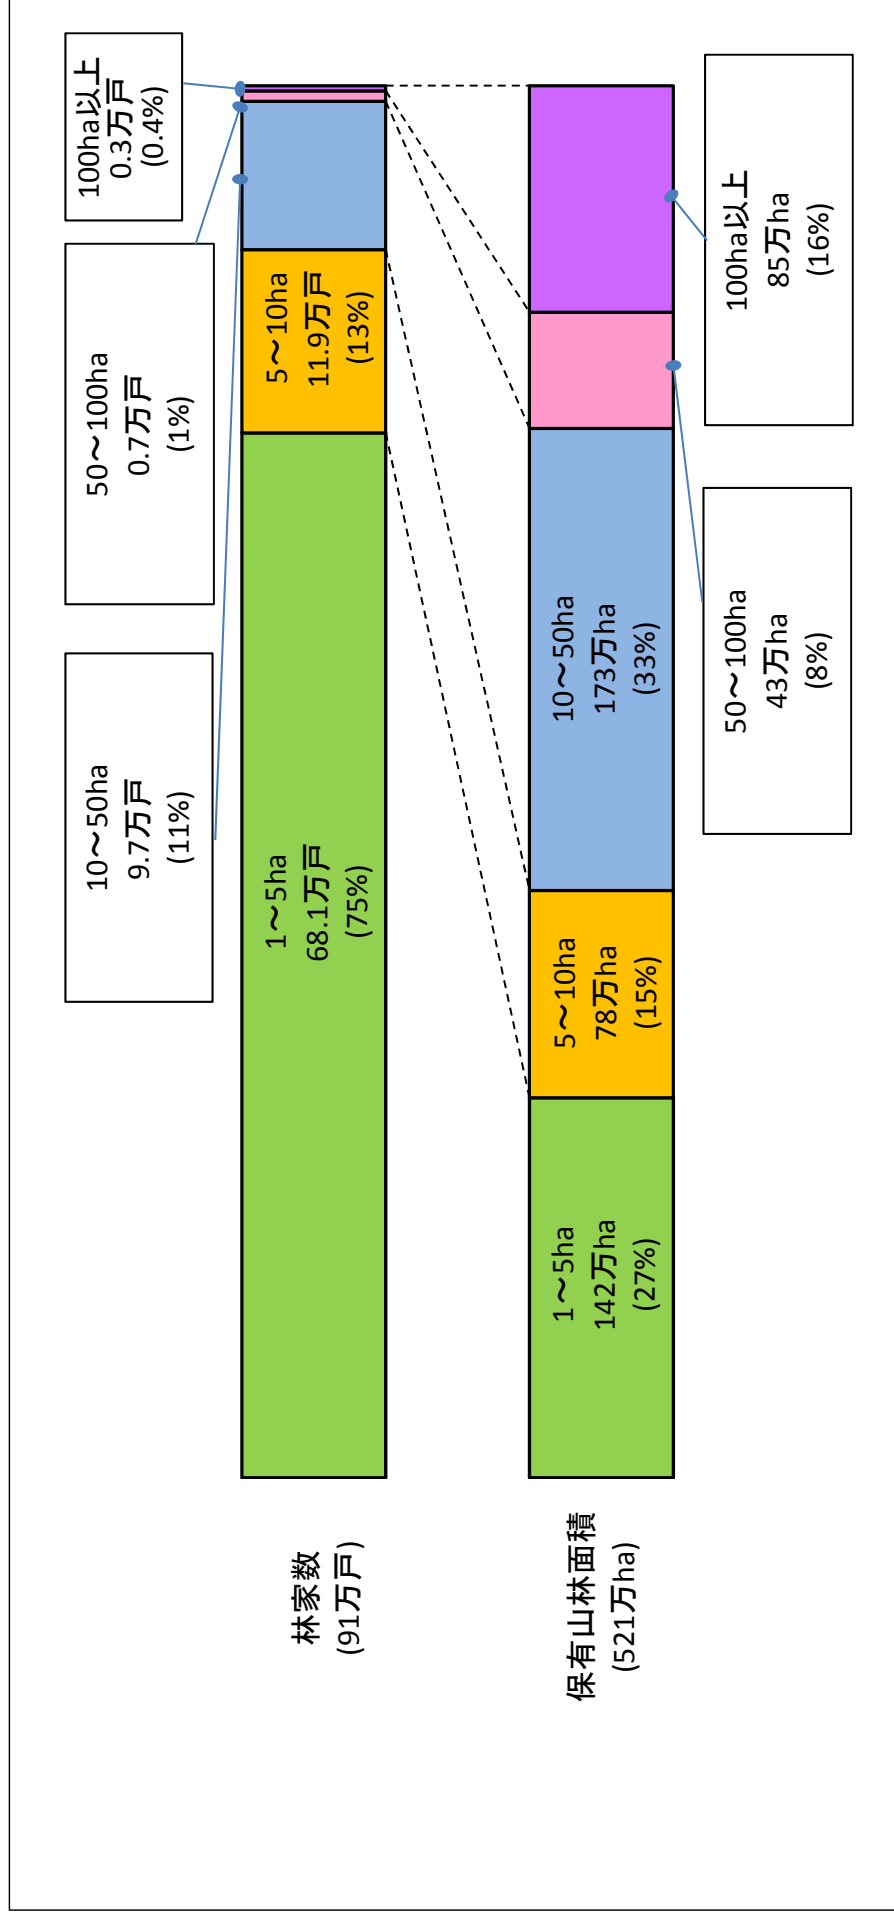 林家数
(91万戸)
1～5ha
68.1万戸
(75%)
5～10ha
11.9万戸
(13%)
10～50ha
9.7万戸
(11%)
50～100ha
0.7万戸
(1%)
100ha以上
0.3万戸
(0.4%)
保有山林面積
(521万ha)
1～5ha
142万ha
(27%)
5～10ha
78万ha
(15%)
10～50ha
173万ha
(33%)
50～100ha
43万ha
(8%)
100ha以上
85万ha
(16%)